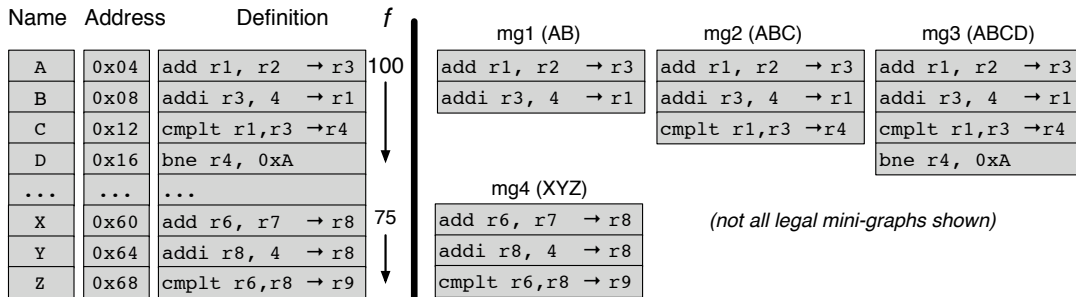 Name Address Definition f
A 0x04 add r1, r2 → r3 100
B 0x08 addi r3, 4 → r1
C 0x12 cmplt r1,r3 →r4
D 0x16 bne r4, 0xA
... ... ...
X 0x60 add r6, r7 → r8 75
Y 0x64 addi r8, 4 → r8
Z 0x68 cmplt r6,r8 → r9
mg1 (AB)
add r1, r2 → r3
addi r3, 4 → r1
mg2 (ABC)
add r1, r2 → r3
addi r3, 4 → r1
cmplt r1,r3 →r4
mg3 (ABCD)
add r1, r2 → r3
addi r3, 4 → r1
cmplt r1,r3 →r4
bne r4, 0xA
mg4 (XYZ)
add r6, r7 → r8
addi r8, 4 → r8
cmplt r6,r8 → r9
(not all legal mini-graphs shown)